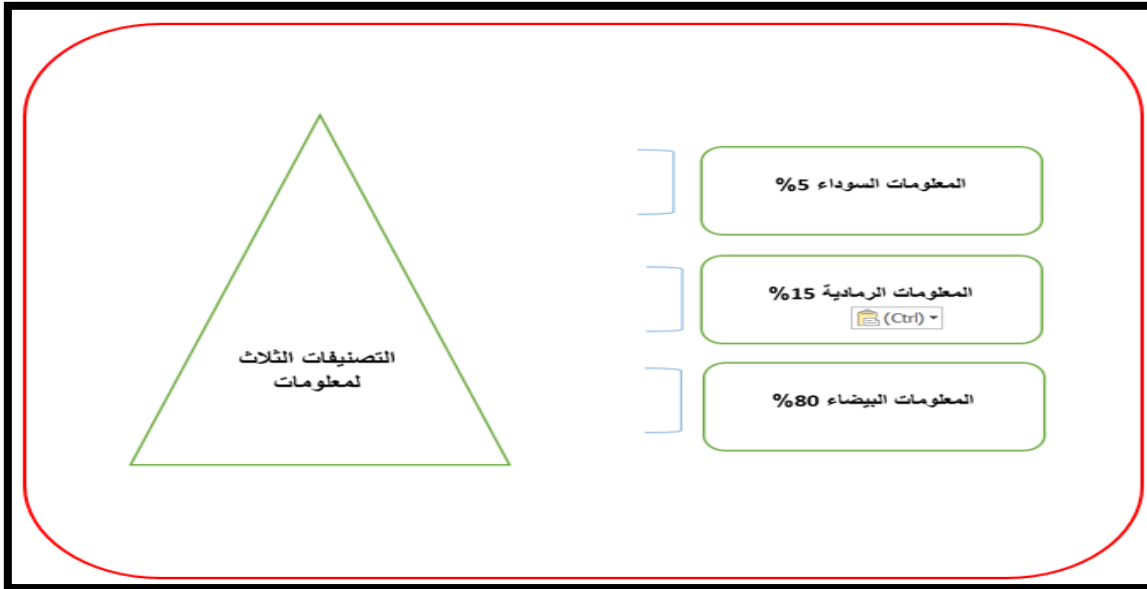 المعلومات السوداء 5%
المعلومات الرمادية 15%
(Ctrl)
المعلومات البيضاء 80%
التصنيفات الثلاث
لمعلومات